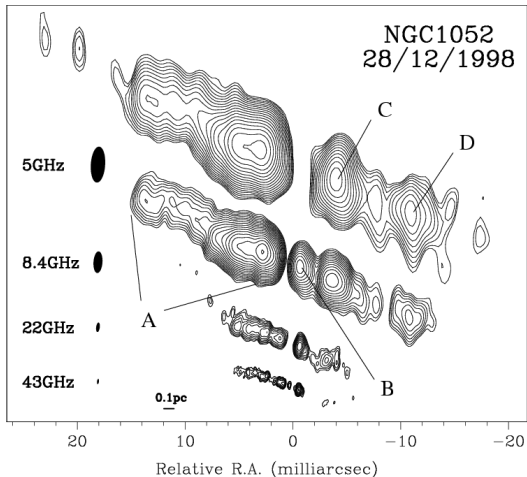 NGC1052
28/12/1998
C
D
5GHz
8.4GHz
A
22GHz
B
43GHz
0.1pc
20 10 0 −10 −20
Relative R.A. (milliarcsec)